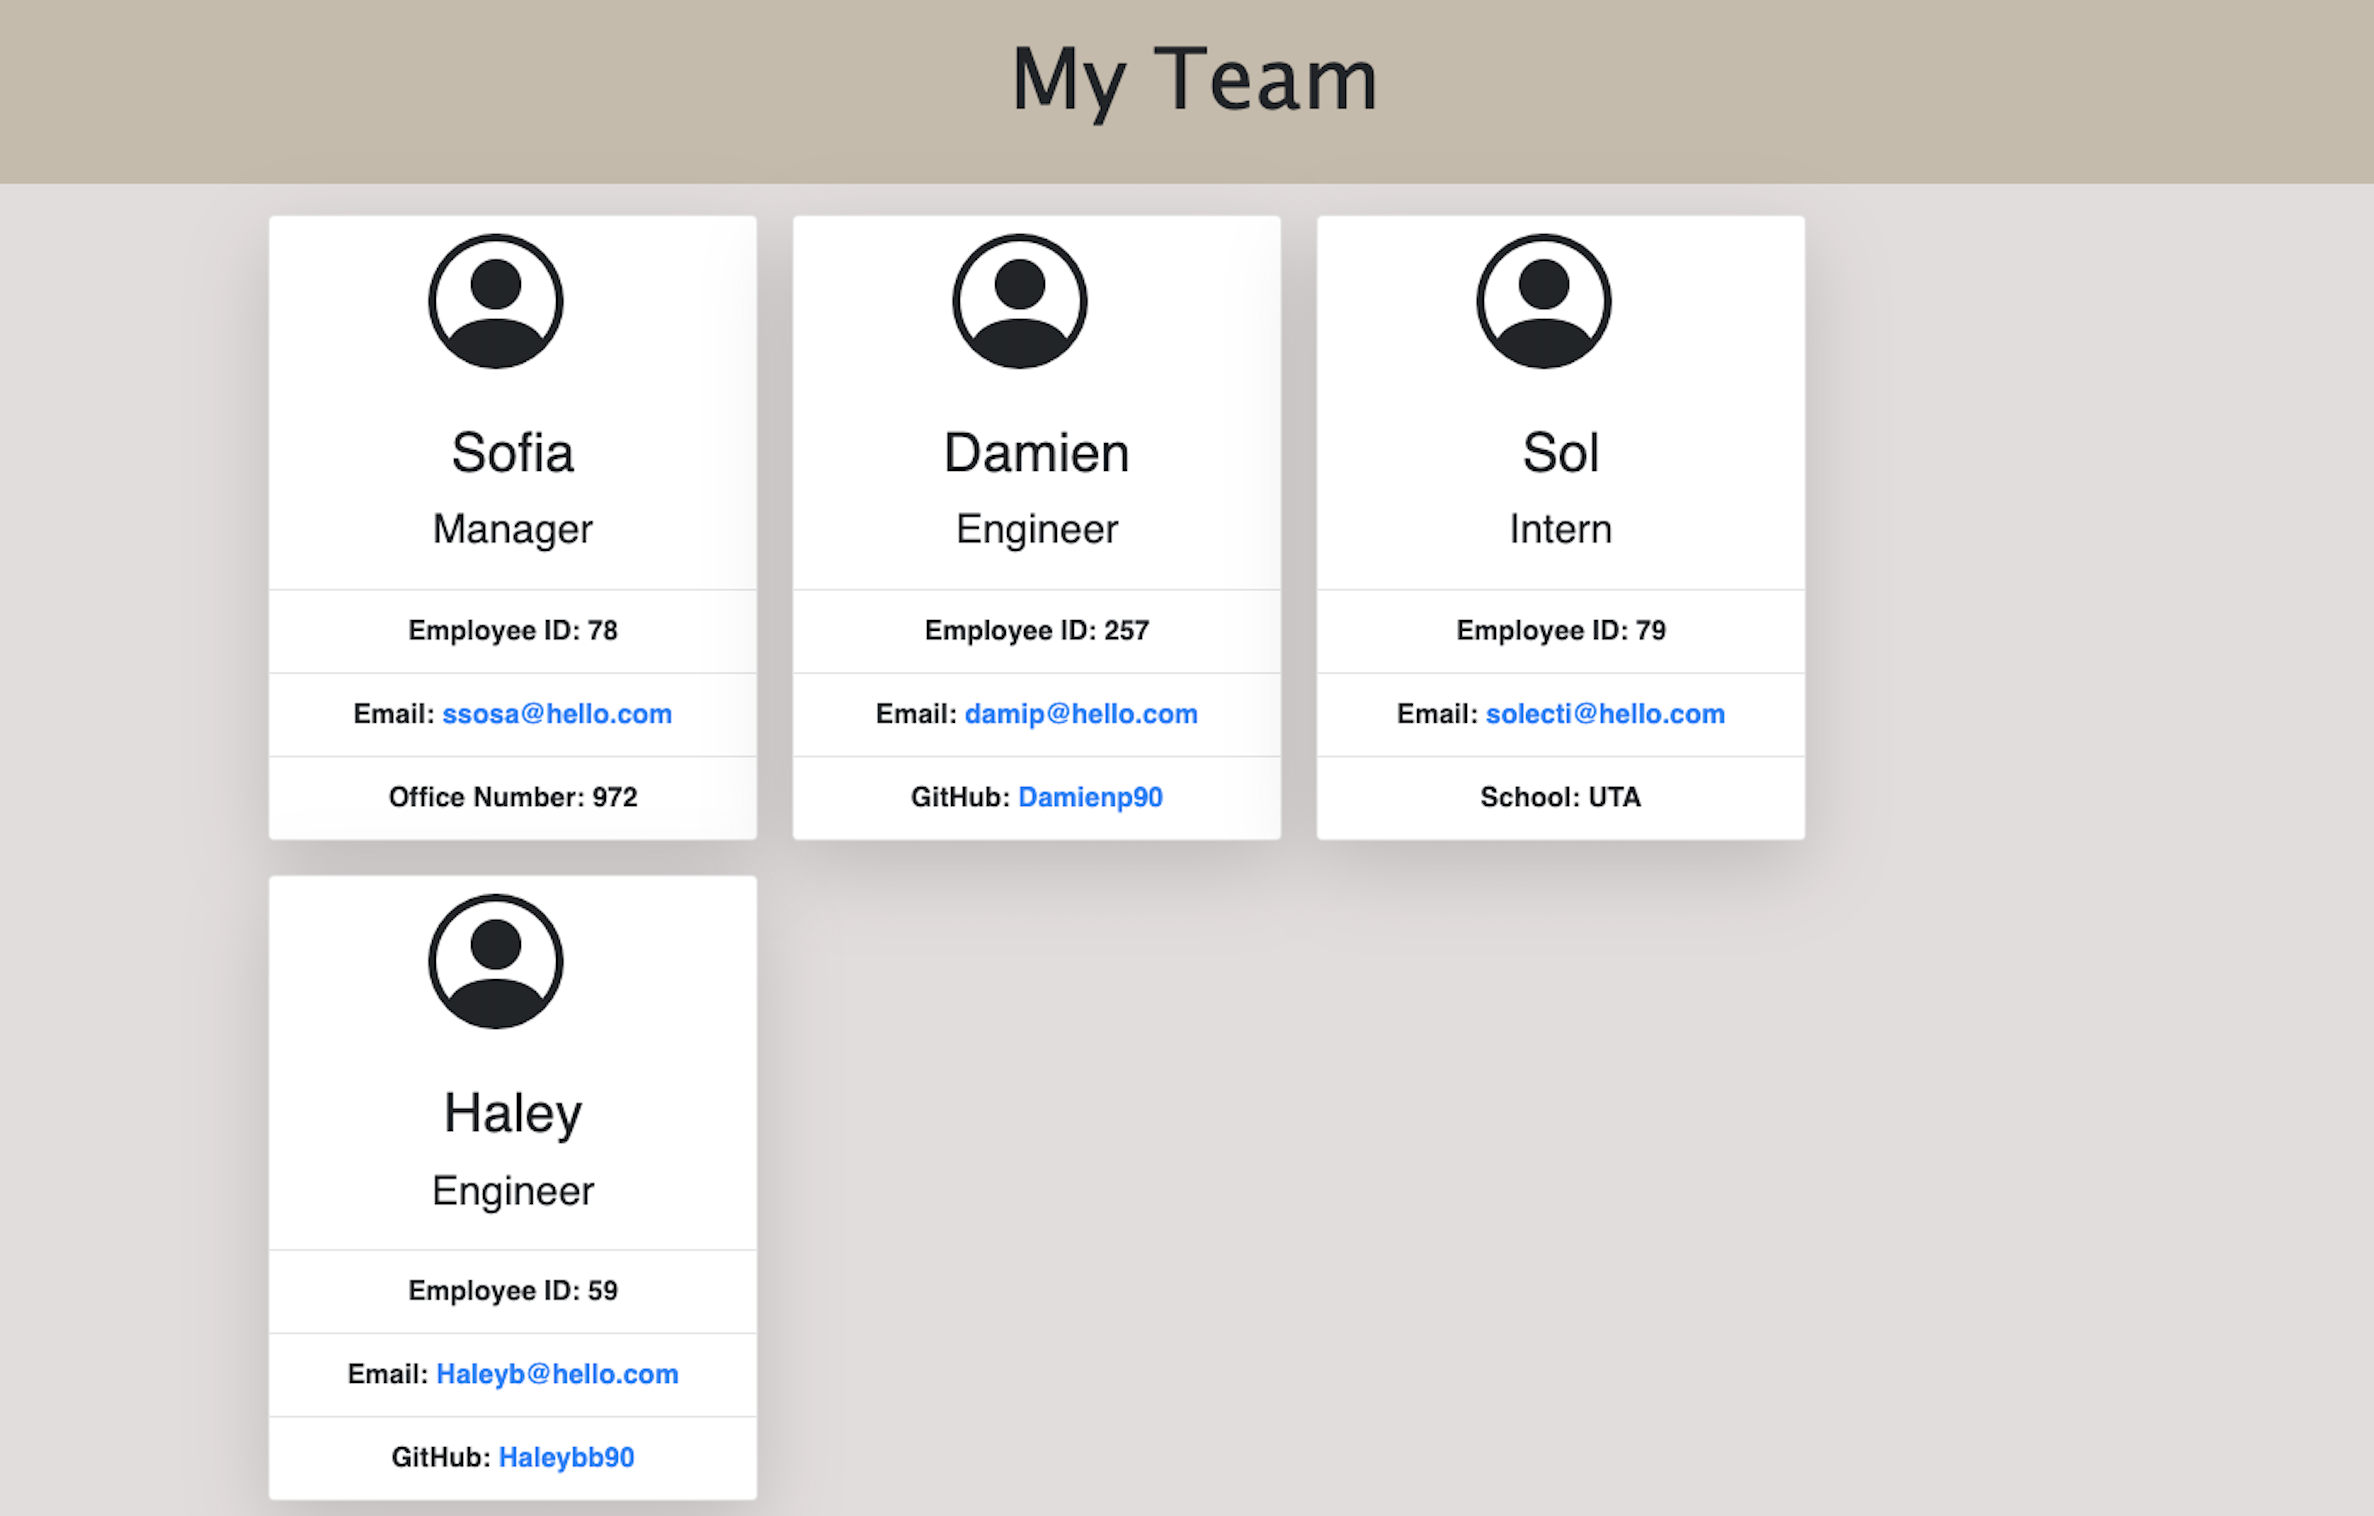 My Team
Sofia
Manager
Employee ID: 78
Email: ssosa@hello.com
Office Number: 972
Damien
Engineer
Employee ID: 257
Email: damip@hello.com
GitHub: Damienp90
Sol
Intern
Employee ID: 79
Email: solecti@hello.com
School: UTA
Haley
Engineer
Employee ID: 59
Email: Haleyb@hello.com
GitHub: Haleybb90